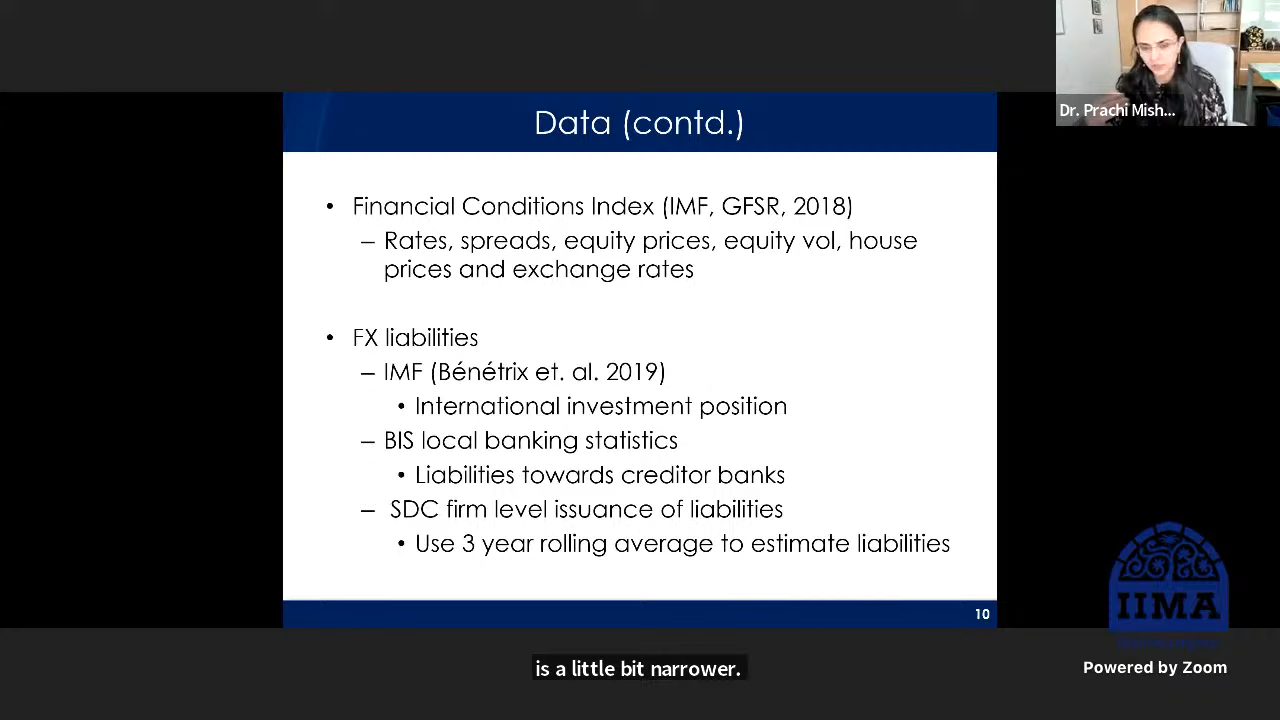 Dr. Prachi Mish...
Data (contd.)
• Financial Conditions Index (IMF, GFSR, 2018)
– Rates, spreads, equity prices, equity vol, house
prices and exchange rates
• FX liabilities
– IMF (Bénétrix et. al. 2019)
• International investment position
– BIS local banking statistics
• Liabilities towards creditor banks
– SDC firm level issuance of liabilities
• Use 3 year rolling average to estimate liabilities
10
IIMA
is a little bit narrower.
Powered by Zoom